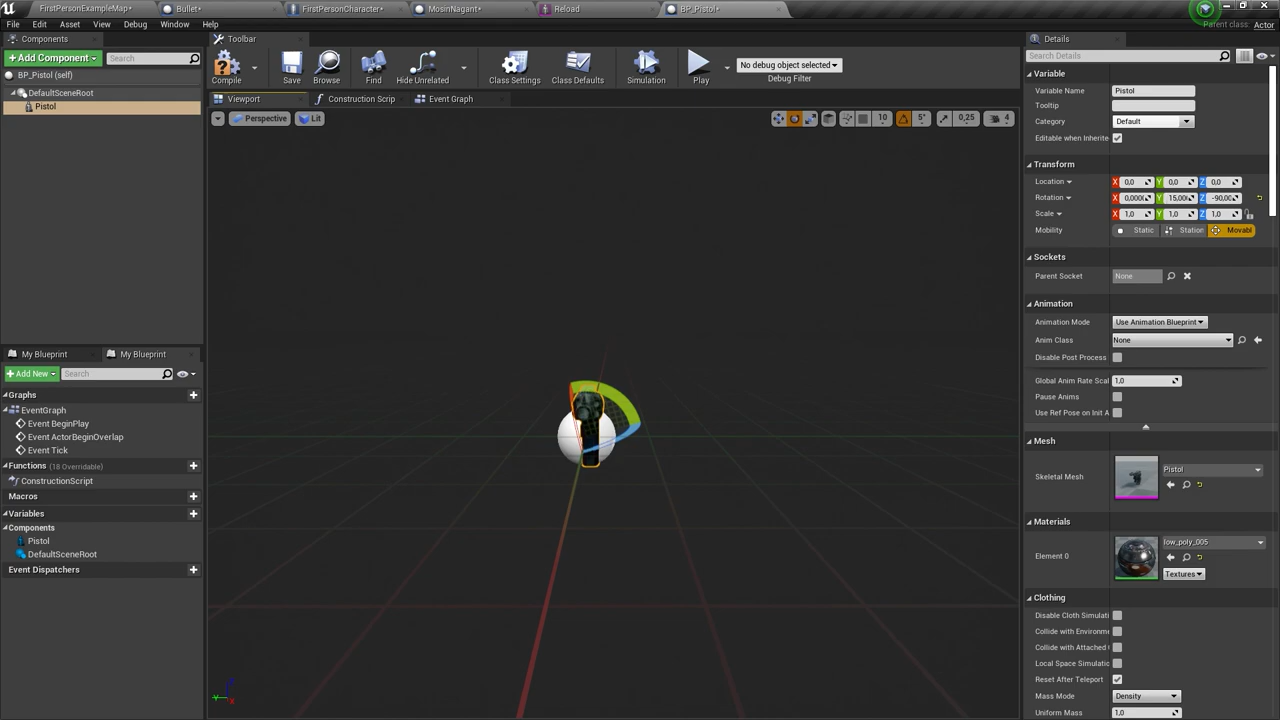 FirstPersonExampleMap*
Bullet*
FirstPersonCharacter*
MosinNagant*
Reload
BP_Pistol*
File Edit Asset View Debug Window Help
Parent class: Actor
Components
+ Add Component
Search
BP_Pistol (self)
DefaultSceneRoot
Pistol
Toolbar
Compile
Save
Browse
Find
Hide Unrelated
Class Settings
Class Defaults
Simulation
Play
No debug object selected
Debug Filter
Viewport
Construction Scrip
Event Graph
Perspective
Lit
10
5°
0,25
4
My Blueprint
My Blueprint
+ Add New
Search
Graphs
EventGraph
Event BeginPlay
Event ActorBeginOverlap
Event Tick
Functions (18 Overridable)
ConstructionScript
Macros
Variables
Components
Pistol
DefaultSceneRoot
Event Dispatchers
Details
Search Details
Variable
Variable Name Pistol
Tooltip
Category Default
Editable when Inherite
Transform
Location X 0,0 Y 0,0 Z 0,0
Rotation X 0,000( Y 15,00( Z -90,00
Scale X 1,0 Y 1,0 Z 1,0
Mobility Static Station Movabl
Sockets
Parent Socket None
Animation
Animation Mode Use Animation Blueprint
Anim Class None
Disable Post Process
Global Anim Rate Scal 1,0
Pause Anims
Use Ref Pose on Init A
Mesh
Skeletal Mesh Pistol
Materials
Element 0 low_poly_005
Textures
Clothing
Disable Cloth Simulati
Collide with Environme
Collide with Attached
Local Space Simulatio
Reset After Teleport
Mass Mode Density
Uniform Mass 1,0